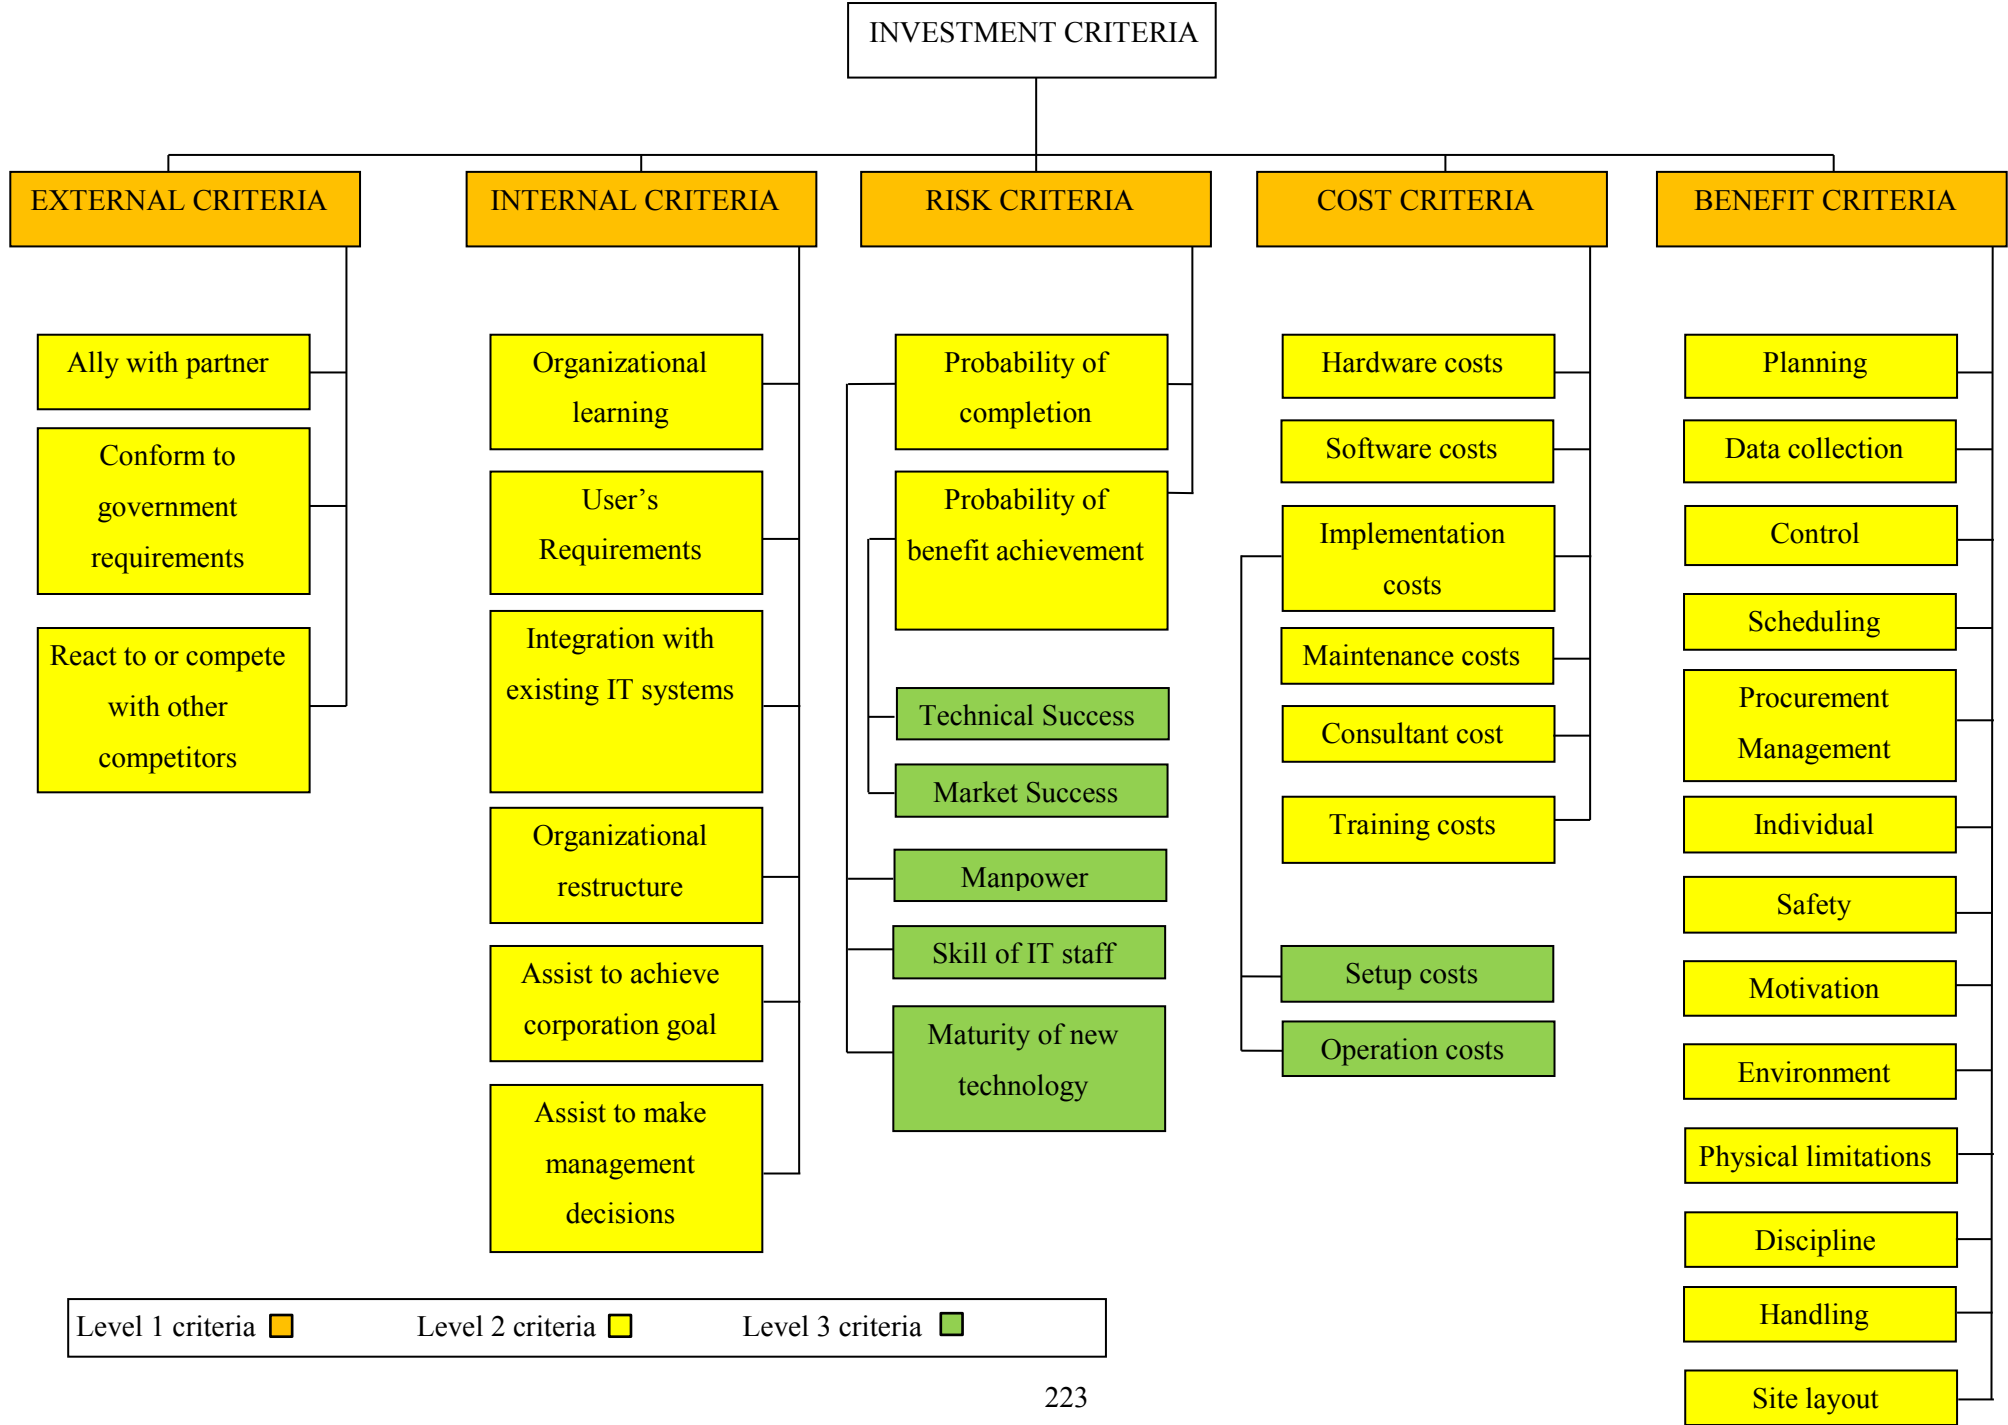 INVESTMENT CRITERIA
EXTERNAL CRITERIA
INTERNAL CRITERIA
RISK CRITERIA
COST CRITERIA
BENEFIT CRITERIA
Ally with partner
Conform to
government
requirements
React to or compete
with other
competitors
Organizational
learning
User’s
Requirements
Integration with
existing IT systems
Organizational
restructure
Assist to achieve
corporation goal
Assist to make
management
decisions
Probability of
completion
Probability of
benefit achievement
Technical Success
Market Success
Manpower
Skill of IT staff
Maturity of new
technology
Hardware costs
Software costs
Implementation
costs
Maintenance costs
Consultant cost
Training costs
Setup costs
Operation costs
Planning
Data collection
Control
Scheduling
Procurement
Management
Individual
Safety
Motivation
Environment
Physical limitations
Discipline
Handling
Site layout
Level 1 criteria
Level 2 criteria
Level 3 criteria
223